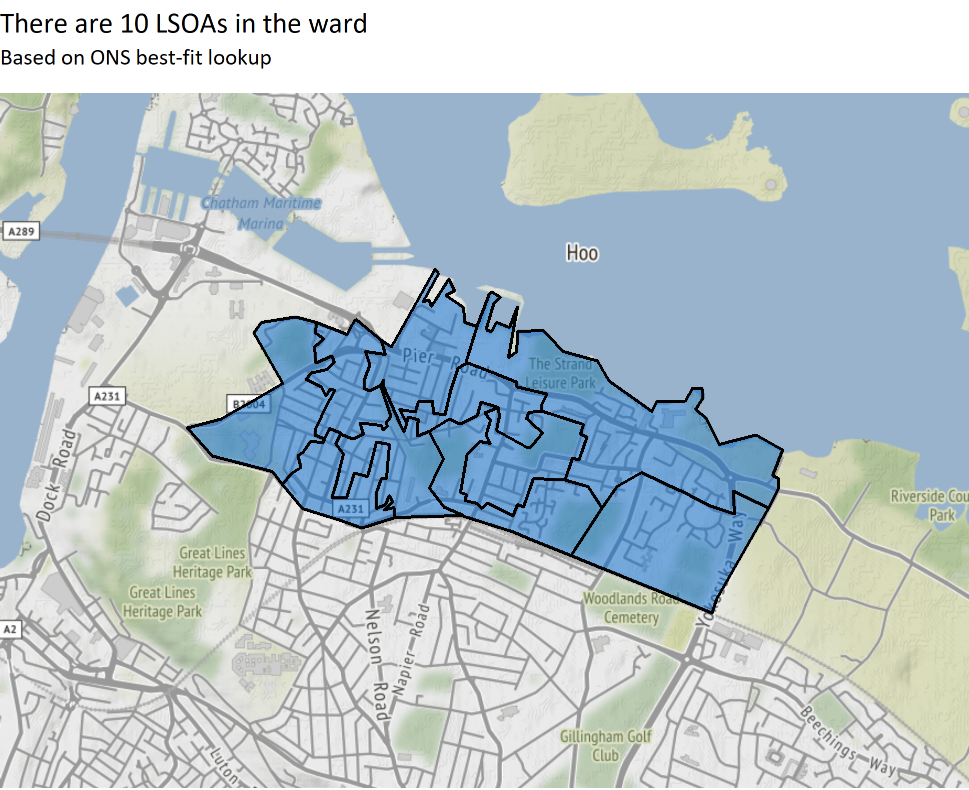 There are 10 LSOAs in the ward
Based on ONS best-fit lookup
Chatham Maritime
Marina
A289
Hoo
Pier Road
The Strand
Leisure Park
A231
B2004
Dock Road
A231
Riverside Cou
Park
Yokosuka Way
Great Lines
Heritage Park
Great Lines
Heritage Park
Woodlands Road
Cemetery
A2
Nelson Road
Napier Road
Gillingham Golf
Club
Beechings Way
Luton